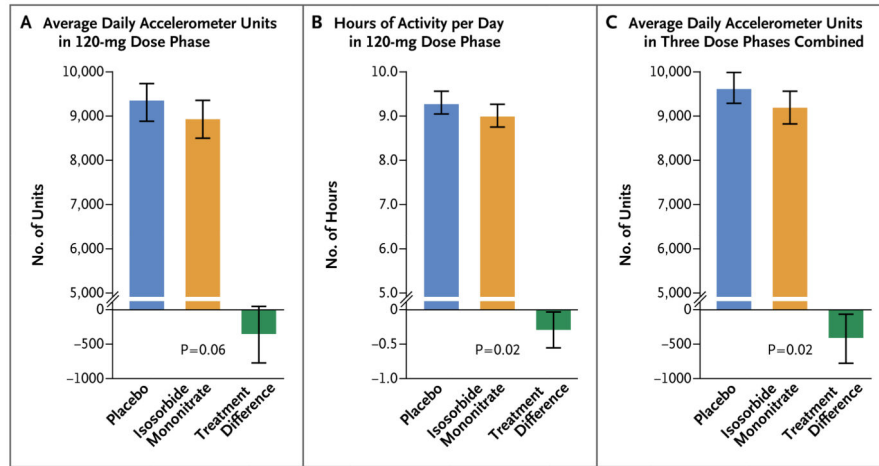 A Average Daily Accelerometer Units
in 120-mg Dose Phase
No. of Units
10,000
9,000
8,000
7,000
6,000
5,000
0
−500
−1000
P=0.06
Placebo
Isosorbide
Mononitrate
Treatment
Difference
B Hours of Activity per Day
in 120-mg Dose Phase
No. of Hours
10.0
9.0
8.0
7.0
6.0
5.0
0.0
−0.5
−1.0
P=0.02
Placebo
Isosorbide
Mononitrate
Treatment
Difference
C Average Daily Accelerometer Units
in Three Dose Phases Combined
No. of Units
10,000
9,000
8,000
7,000
6,000
5,000
0
−500
−1000
P=0.02
Placebo
Isosorbide
Mononitrate
Treatment
Difference